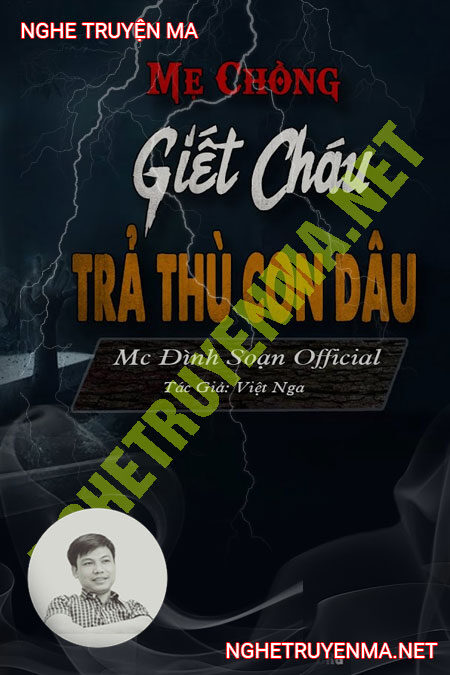 NGHE TRUYỆN MA
Mẹ Chồng
Giết Cháu
TRẢ THÙ CON DÂU
Mc Đình Soạn Official
Tác Giả: Việt Nga
NGHETRUYENMA.NET
NGHETRUYENMA.NET